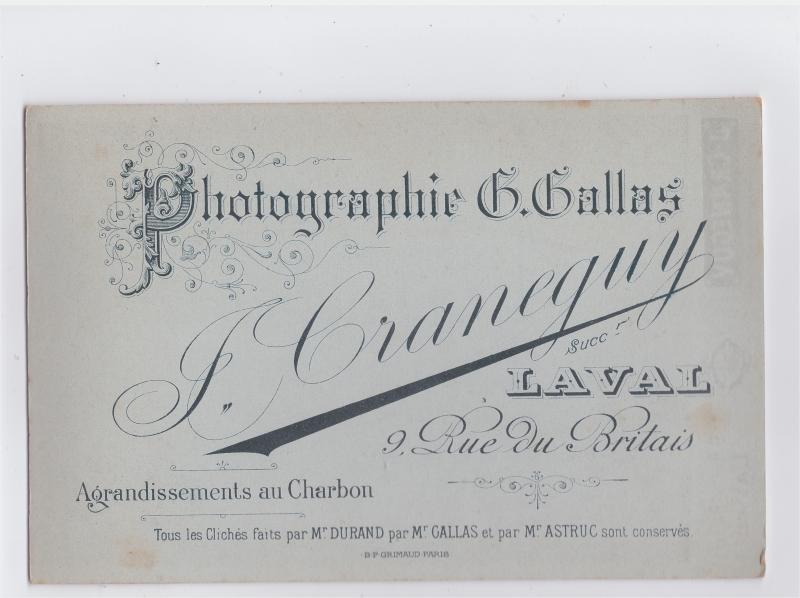 Photographie G. Gallas
J. Craneguy
Succr
LAVAL
9, Rue du Britais
Agrandissements au Charbon
Tous les Clichés faits par Mr DURAND par Mr GALLAS et par Mr ASTRUC sont conservés.
B-P-GRIMAUD-PARIS